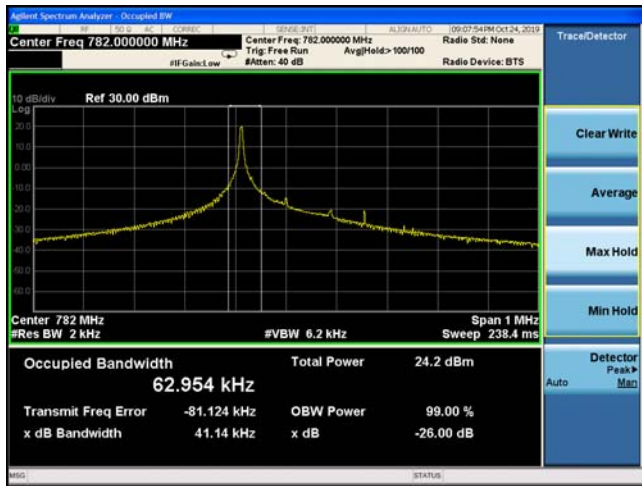 Agilent Spectrum Analyzer - Occupied BW
RF 50 Ω AC CORREC SENSE:INT ALIGN AUTO 09:07:54 PM Oct 24, 2019
Center Freq 782.000000 MHz
Center Freq: 782.000000 MHz
Radio Std: None
Trig: Free Run Avg|Hold:> 100/100
#IFGain:Low
#Atten: 40 dB
Radio Device: BTS
Trace/Detector
10 dB/div Ref 30.00 dBm
Log
20.0
10.0
0.00
-10.0
-20.0
-30.0
-40.0
-50.0
-60.0
Clear Write
Average
Max Hold
Min Hold
Detector
Peak▶
Auto Man
Center 782 MHz Span 1 MHz
#Res BW 2 kHz #VBW 6.2 kHz Sweep 238.4 ms
Occupied Bandwidth Total Power 24.2 dBm
62.954 kHz
Transmit Freq Error -81.124 kHz OBW Power 99.00 %
x dB Bandwidth 41.14 kHz x dB -26.00 dB
MSG STATUS